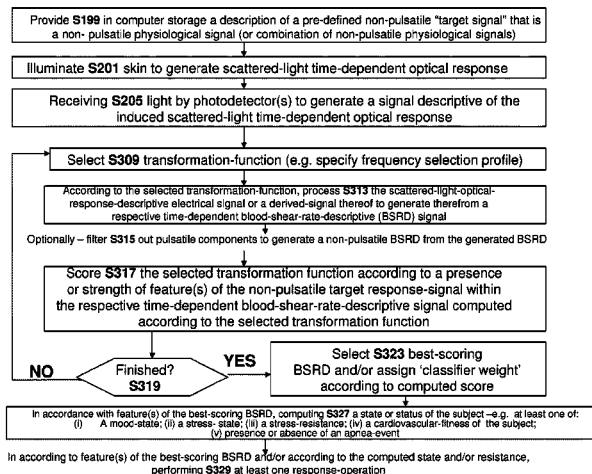 Provide S199 in computer storage a description of a pre-defined non-pulsatile “target signal” that is
a non- pulsatile physiological signal (or combination of non-pulsatile physiological signals)
Illuminate S201 skin to generate scattered-light time-dependent optical response
Receiving S205 light by photodetector(s) to generate a signal descriptive of the
induced scattered-light time-dependent optical response
Select S309 transformation-function (e.g. specify frequency selection profile)
According to the selected transformation-function, process S313 the scattered-light-optical-
response-descriptive electrical signal or a derived-signal thereof to generate therefrom a
respective time-dependent blood-shear-rate-descriptive (BSRD) signal
Optionally – filter S315 out pulsatile components to generate a non-pulsatile BSRD from the generated BSRD
Score S317 the selected transformation function according to a presence
or strength of feature(s) of the non-pulsatile target response-signal within
the respective time-dependent blood-shear-rate-descriptive signal computed
according to the selected transformation function
NO
Finished?
S319
YES
Select S323 best-scoring
BSRD and/or assign ‘classifier weight’
according to computed score
In accordance with feature(s) of the best-scoring BSRD, computing S327 a state or status of the subject –e.g. at least one of:
(i) A mood-state; (ii) a stress- state; (iii) a stress-resistance; (iv) a cardiovascular-fitness of the subject;
(v) presence or absence of an apnea-event
In according to feature(s) of the best-scoring BSRD and/or according to the computed state and/or resistance,
performing S329 at least one response-operation